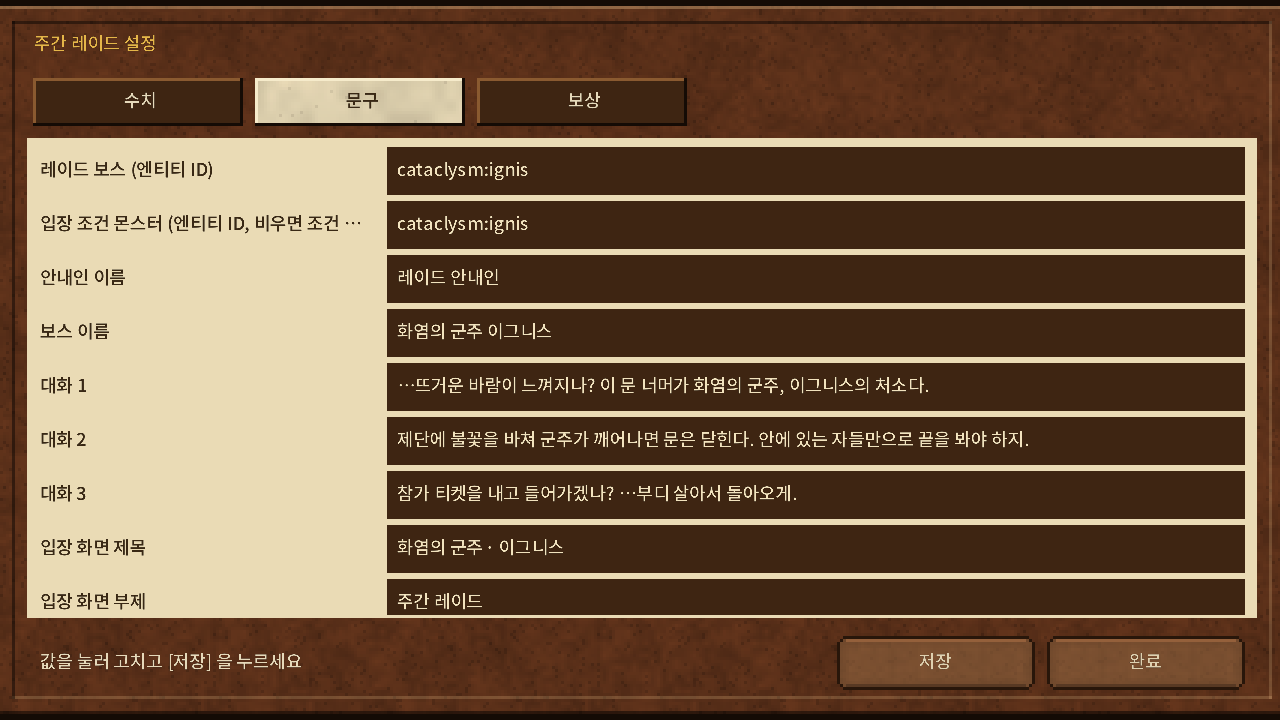 주간 레이드 설정
수치 문구 보상
레이드 보스 (엔티티 ID) cataclysm:ignis
입장 조건 몬스터 (엔티티 ID, 비우면 조건 … cataclysm:ignis
안내인 이름 레이드 안내인
보스 이름 화염의 군주 이그니스
대화 1 …뜨거운 바람이 느껴지나? 이 문 너머가 화염의 군주, 이그니스의 처소다.
대화 2 제단에 불꽃을 바쳐 군주가 깨어나면 문은 닫힌다. 안에 있는 자들만으로 끝을 봐야 하지.
대화 3 참가 티켓을 내고 들어가겠나? …부디 살아서 돌아오게.
입장 화면 제목 화염의 군주 · 이그니스
입장 화면 부제 주간 레이드
값을 눌러 고치고 [저장] 을 누르세요 저장 완료